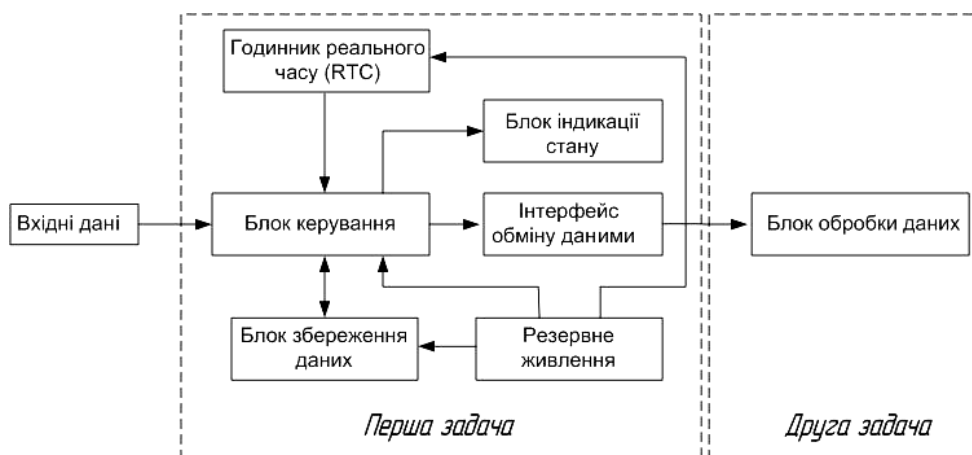 Годинник реального
часу (RTC)
Блок індикації
стану
Вхідні дані
Блок керування
Інтерфейс
обміну даними
Блок обробки даних
Блок збереження
даних
Резервне
живлення
Перша задача
Друга задача